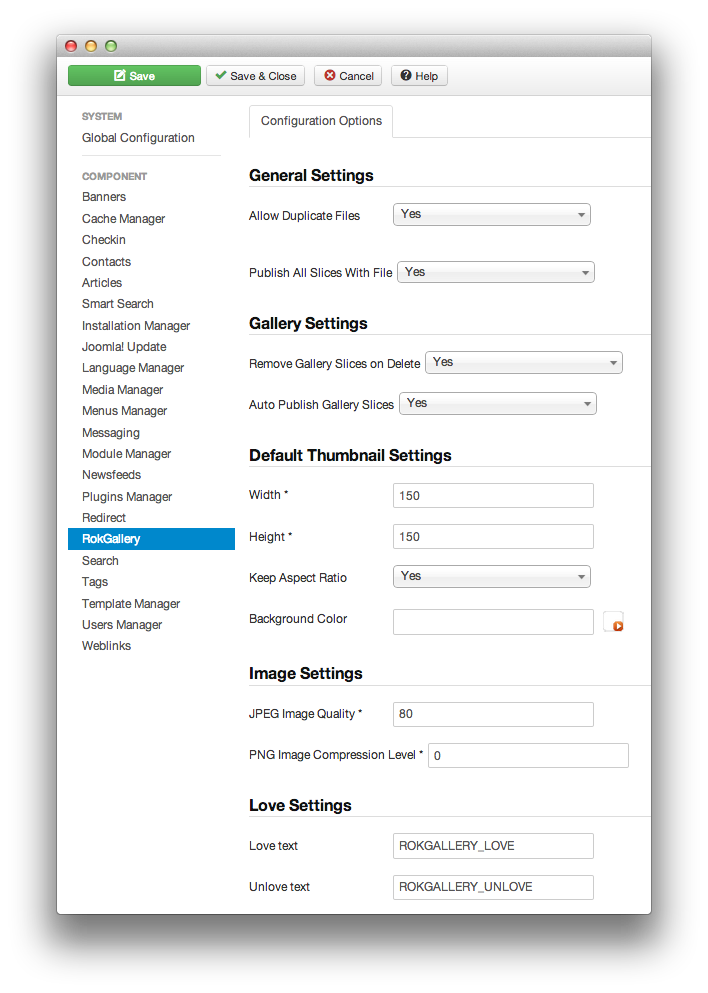 Save
Save & Close
Cancel
Help
SYSTEM
Global Configuration
COMPONENT
Banners
Cache Manager
Checkin
Contacts
Articles
Smart Search
Installation Manager
Joomla! Update
Language Manager
Media Manager
Menus Manager
Messaging
Module Manager
Newsfeeds
Plugins Manager
Redirect
RokGallery
Search
Tags
Template Manager
Users Manager
Weblinks
Configuration Options
General Settings
Allow Duplicate Files Yes
Publish All Slices With File Yes
Gallery Settings
Remove Gallery Slices on Delete Yes
Auto Publish Gallery Slices Yes
Default Thumbnail Settings
Width * 150
Height * 150
Keep Aspect Ratio Yes
Background Color
Image Settings
JPEG Image Quality * 80
PNG Image Compression Level * 0
Love Settings
Love text ROKGALLERY_LOVE
Unlove text ROKGALLERY_UNLOVE